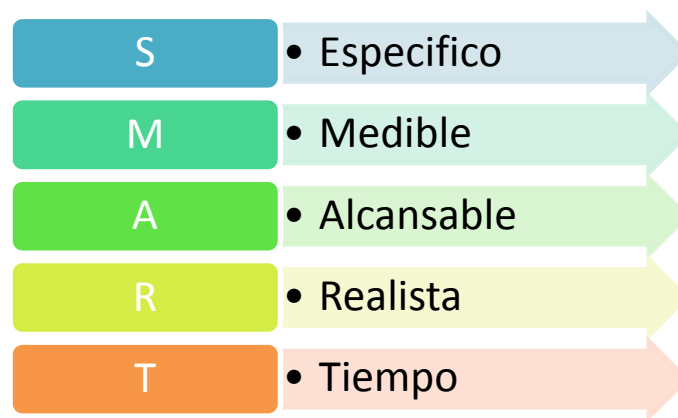 S • Especifico
M • Medible
A • Alcansable
R • Realista
T • Tiempo